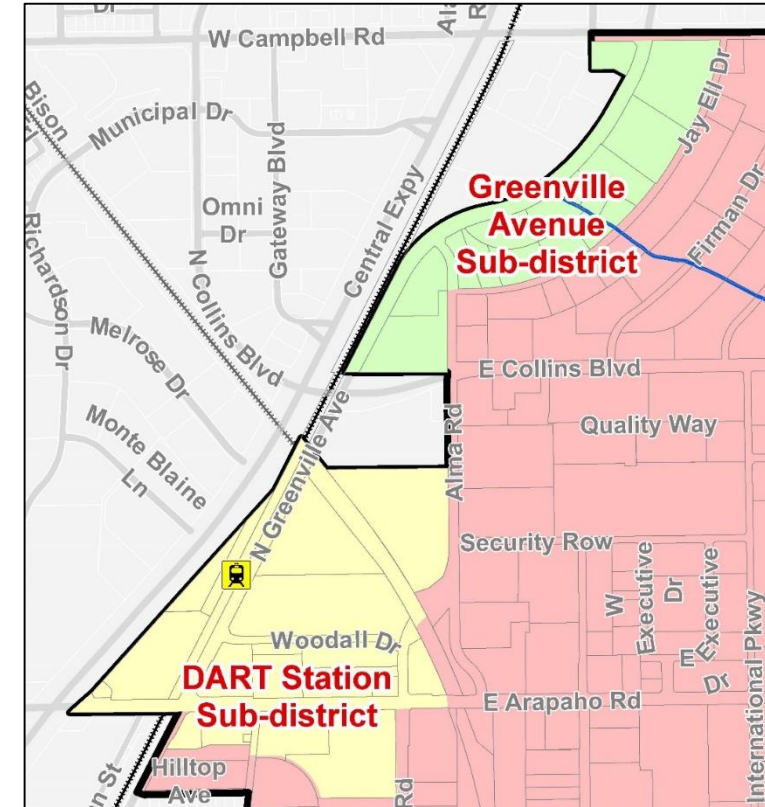 Dr
W Campbell Rd
Bison
Municipal Dr
Omni
Dr
Gateway Blvd
Central Expy
Jay Ell Dr
Firman Dr
Greenville
Avenue
Sub-district
Richardson Dr
N Collins Blvd
Melrose Dr
Monte Blaine
Ln
N Greenville Ave
E Collins Blvd
Quality Way
Alma Rd
Security Row
W
Executive
Dr
E
Executive
Dr
International Pkwy
Woodall Dr
DART Station
Sub-district
E Arapaho Rd
Hilltop
Ave
St
Rd